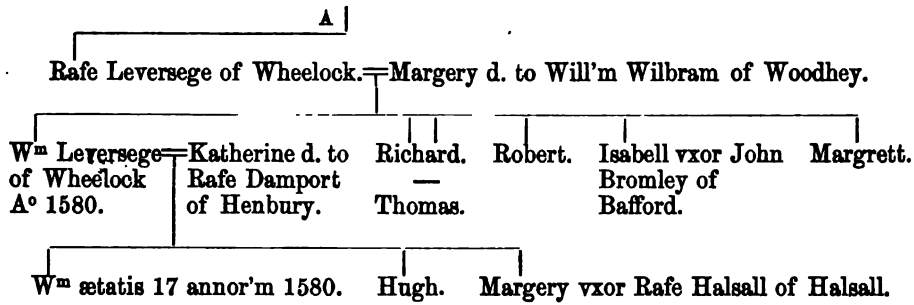 A
Rafe Leversege of Wheelock.=Margery d. to Will'm Wilbram of Woodhey.
Wm Leversege=Katherine d. to Richard. Robert. Isabell vxor John Margrett.
of Wheelock Rafe Damport — Bromley of
Aº 1580. of Henbury. Thomas. Bafford.
Wm ætatis 17 annor'm 1580. Hugh. Margery vxor Rafe Halsall of Halsall.